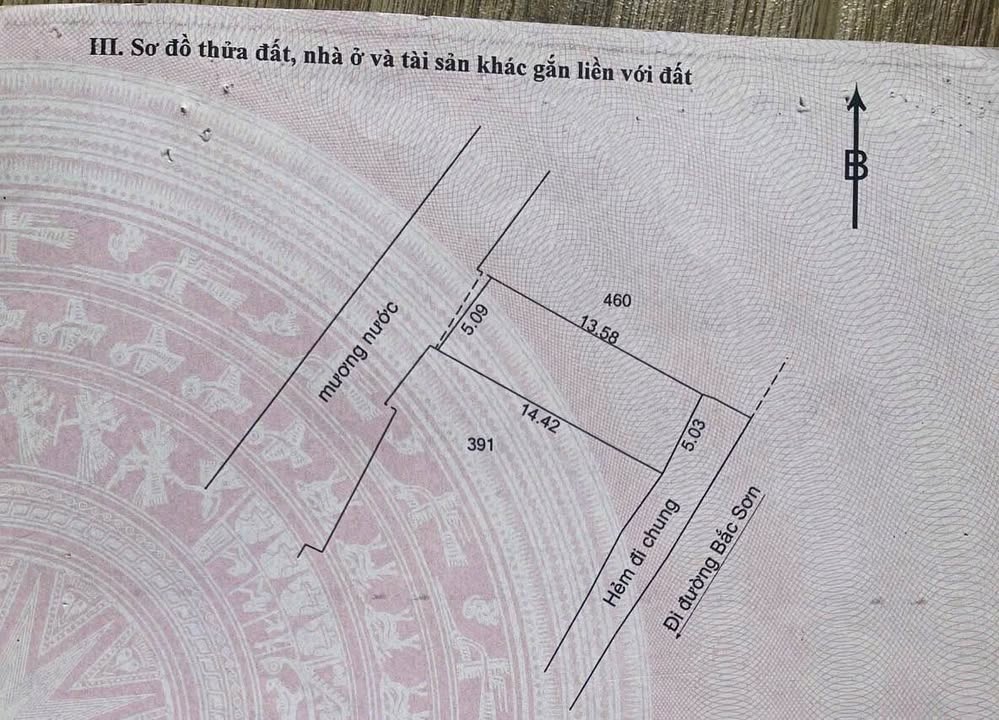 III. Sơ đồ thửa đất, nhà ở và tài sản khác gắn liền với đất
B
460
13.58
5.09
mương nước
14.42
391
5.03
Hẻm đi chung
Đi đường Bắc Sơn